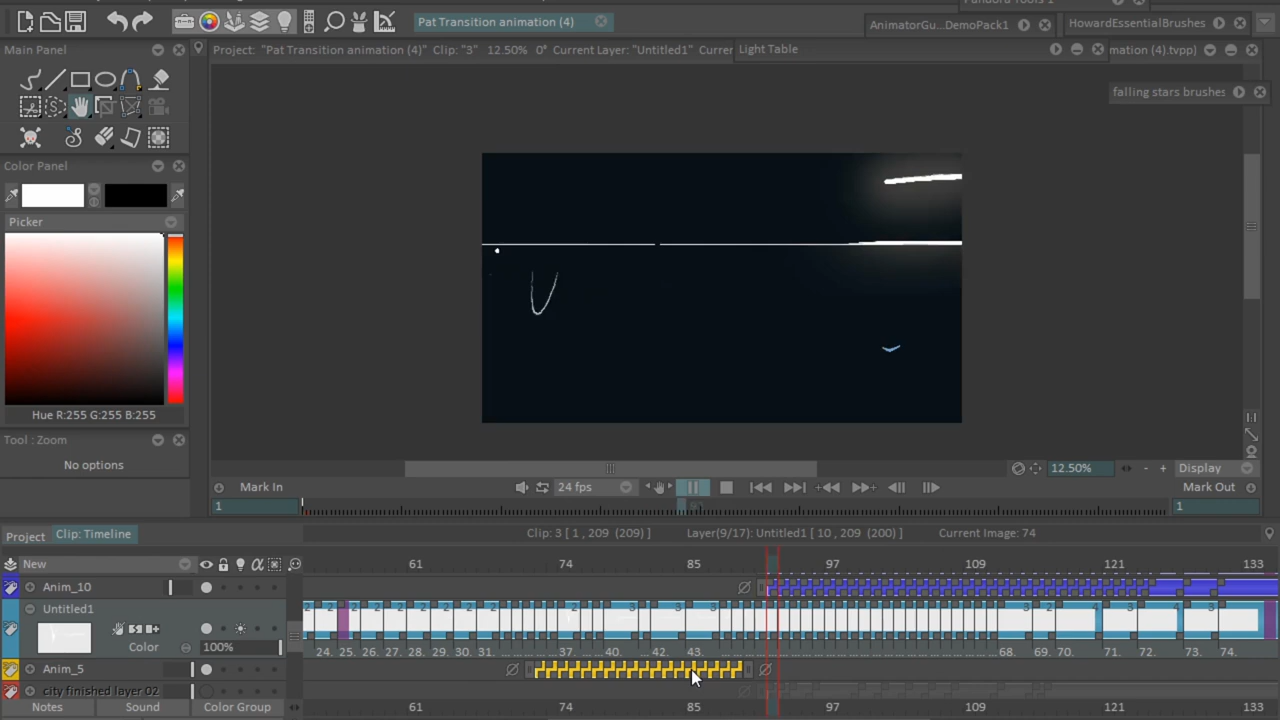 Pat Transition animation (4)
AnimatorGu...DemoPack1
HowardEssentialBrushes
Main Panel
Project: "Pat Transition animation (4)" Clip: "3" 12.50% 0° Current Layer: "Untitled1" Currer
Light Table
mation (4).tvpp)
falling stars brushes
Color Panel
Picker
Hue R:255 G:255 B:255
Tool : Zoom
No options
1:1
12.50%
- + Display
Mark In
24 fps
Mark Out
1
1
Project
Clip: Timeline
Clip: 3 [ 1 , 209 (209) ]
Layer(9/17): Untitled1 [ 10 , 209 (200) ]
Current Image: 74
New
61 74 85 97 109 121 133
Anim_10
Untitled1
Color 100%
24. 25. 26. 27. 28. 29. 30. 31. 37. 40. 42. 43. 68. 69. 70. 71. 72. 73. 74.
Anim_5
city finished layer 02
Notes Sound Color Group
61 74 85 97 109 121 133